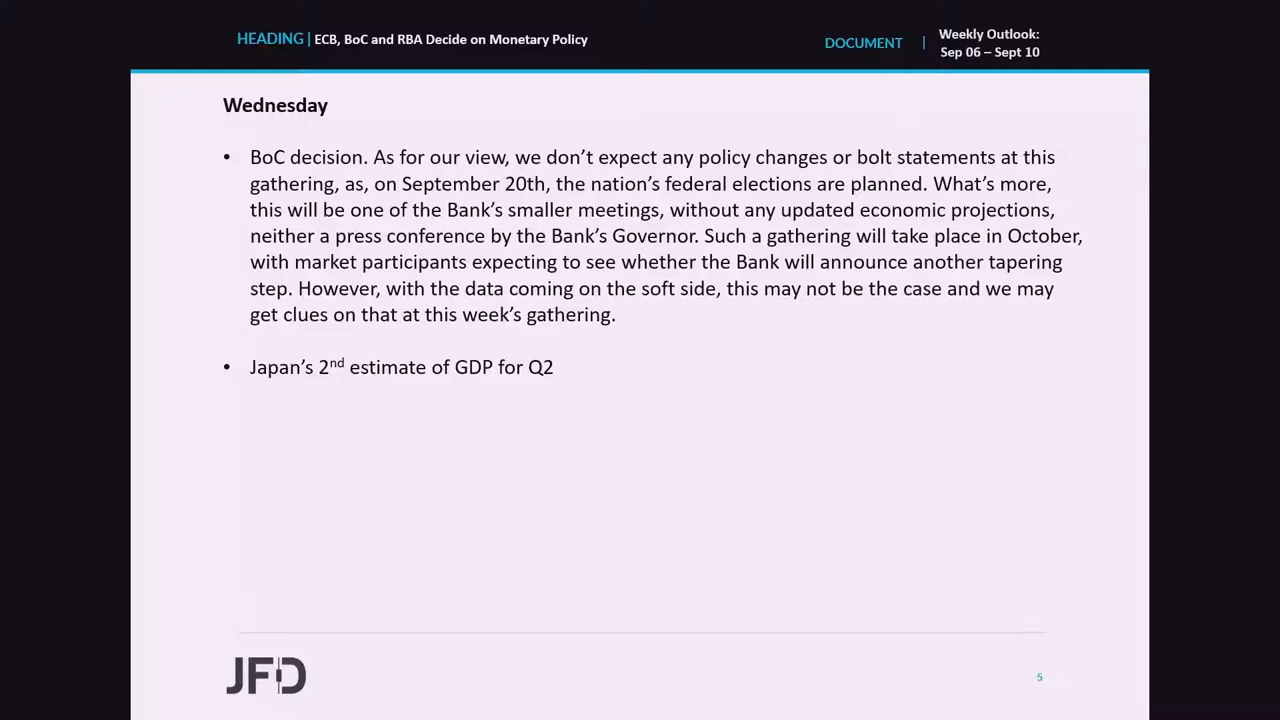 HEADING | ECB, BoC and RBA Decide on Monetary Policy
DOCUMENT | Weekly Outlook:
Sep 06 – Sept 10
Wednesday
• BoC decision. As for our view, we don’t expect any policy changes or bolt statements at this
gathering, as, on September 20th, the nation’s federal elections are planned. What’s more,
this will be one of the Bank’s smaller meetings, without any updated economic projections,
neither a press conference by the Bank’s Governor. Such a gathering will take place in October,
with market participants expecting to see whether the Bank will announce another tapering
step. However, with the data coming on the soft side, this may not be the case and we may
get clues on that at this week’s gathering.
• Japan’s 2nd estimate of GDP for Q2
JFD
5